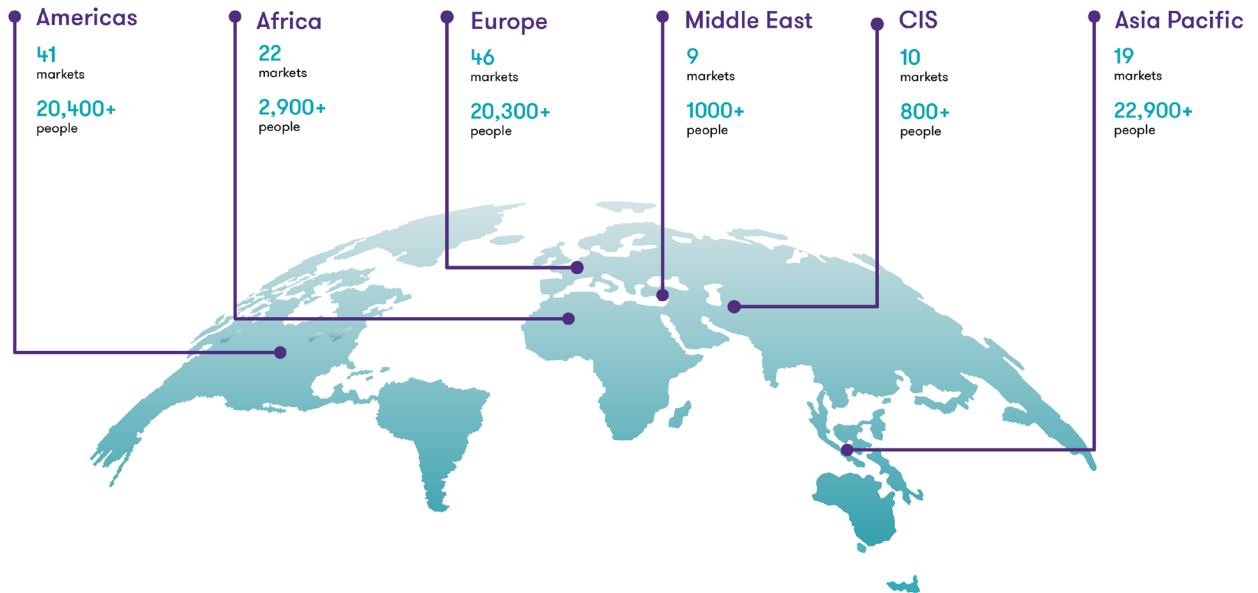 Americas
41
markets
20,400+
people
Africa
22
markets
2,900+
people
Europe
46
markets
20,300+
people
Middle East
9
markets
1000+
people
CIS
10
markets
800+
people
Asia Pacific
19
markets
22,900+
people